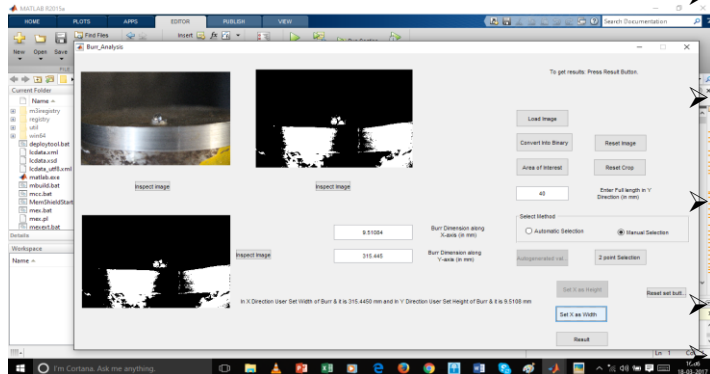 MATLAB R2015a
HOME PLOTS APPS EDITOR PUBLISH VIEW
Search Documentation
New Open Save
Find Files
Insert fx
Burr_Analysis
Current Folder
Name
m3iregistry
registry
util
win64
deploytool.bat
lcdata.xml
lcdata.xsd
lcdata_utf8.xml
matlab.exe
mbuild.bat
mcc.bat
MemShieldStart
mex.bat
mex.pl
mexext.bat
Details
Workspace
Name
To get results: Press Result Button.
Load Image
Convert into Binary
Reset Image
Area of Interest
Reset Crop
40
Enter Full length in Y
Direction (in mm)
Inspect Image
Inspect Image
Select Method
Automatic Selection
Manual Selection
9.51084
Burr Dimension along
X-axis (in mm)
Inspect Image
315.445
Burr Dimension along
Y-axis (in mm)
Autogenerated val...
2 point Selection
Set X as Height
Reset set butt...
In X Direction User Set Width of Burr & it is 315.4450 mm and in Y Direction User Set Height of Burr & it is 9.5108 mm
Set X as Width
Result
Ln 1
I'm Cortana. Ask me anything.
18-03-2017